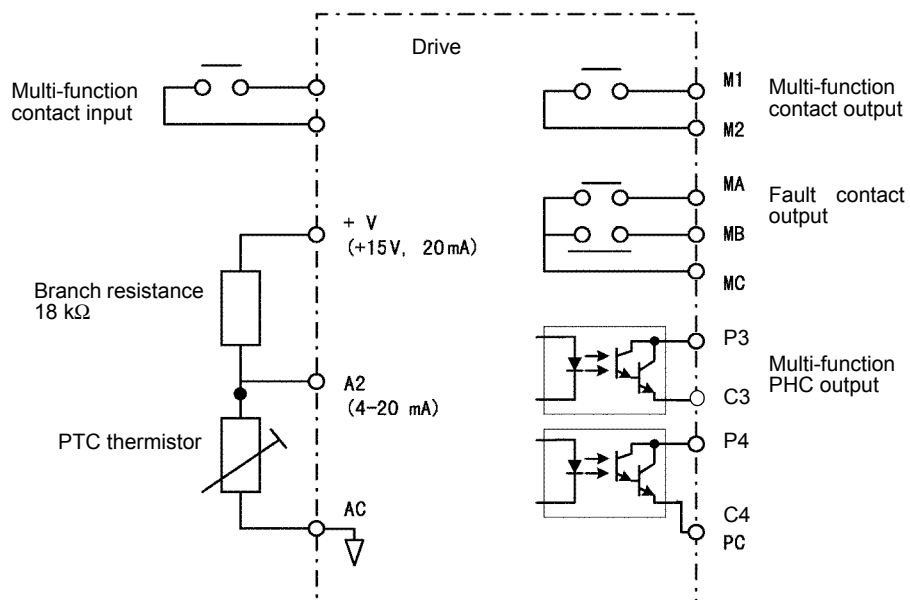 Drive
Multi-function
contact input
M1
M2
Multi-function
contact output
MA
MB
MC
Fault contact
output
+ V
(+15V, 20mA)
Branch resistance
18 kΩ
A2
(4-20 mA)
PTC thermistor
AC
P3
C3
Multi-function
PHC output
P4
C4
PC